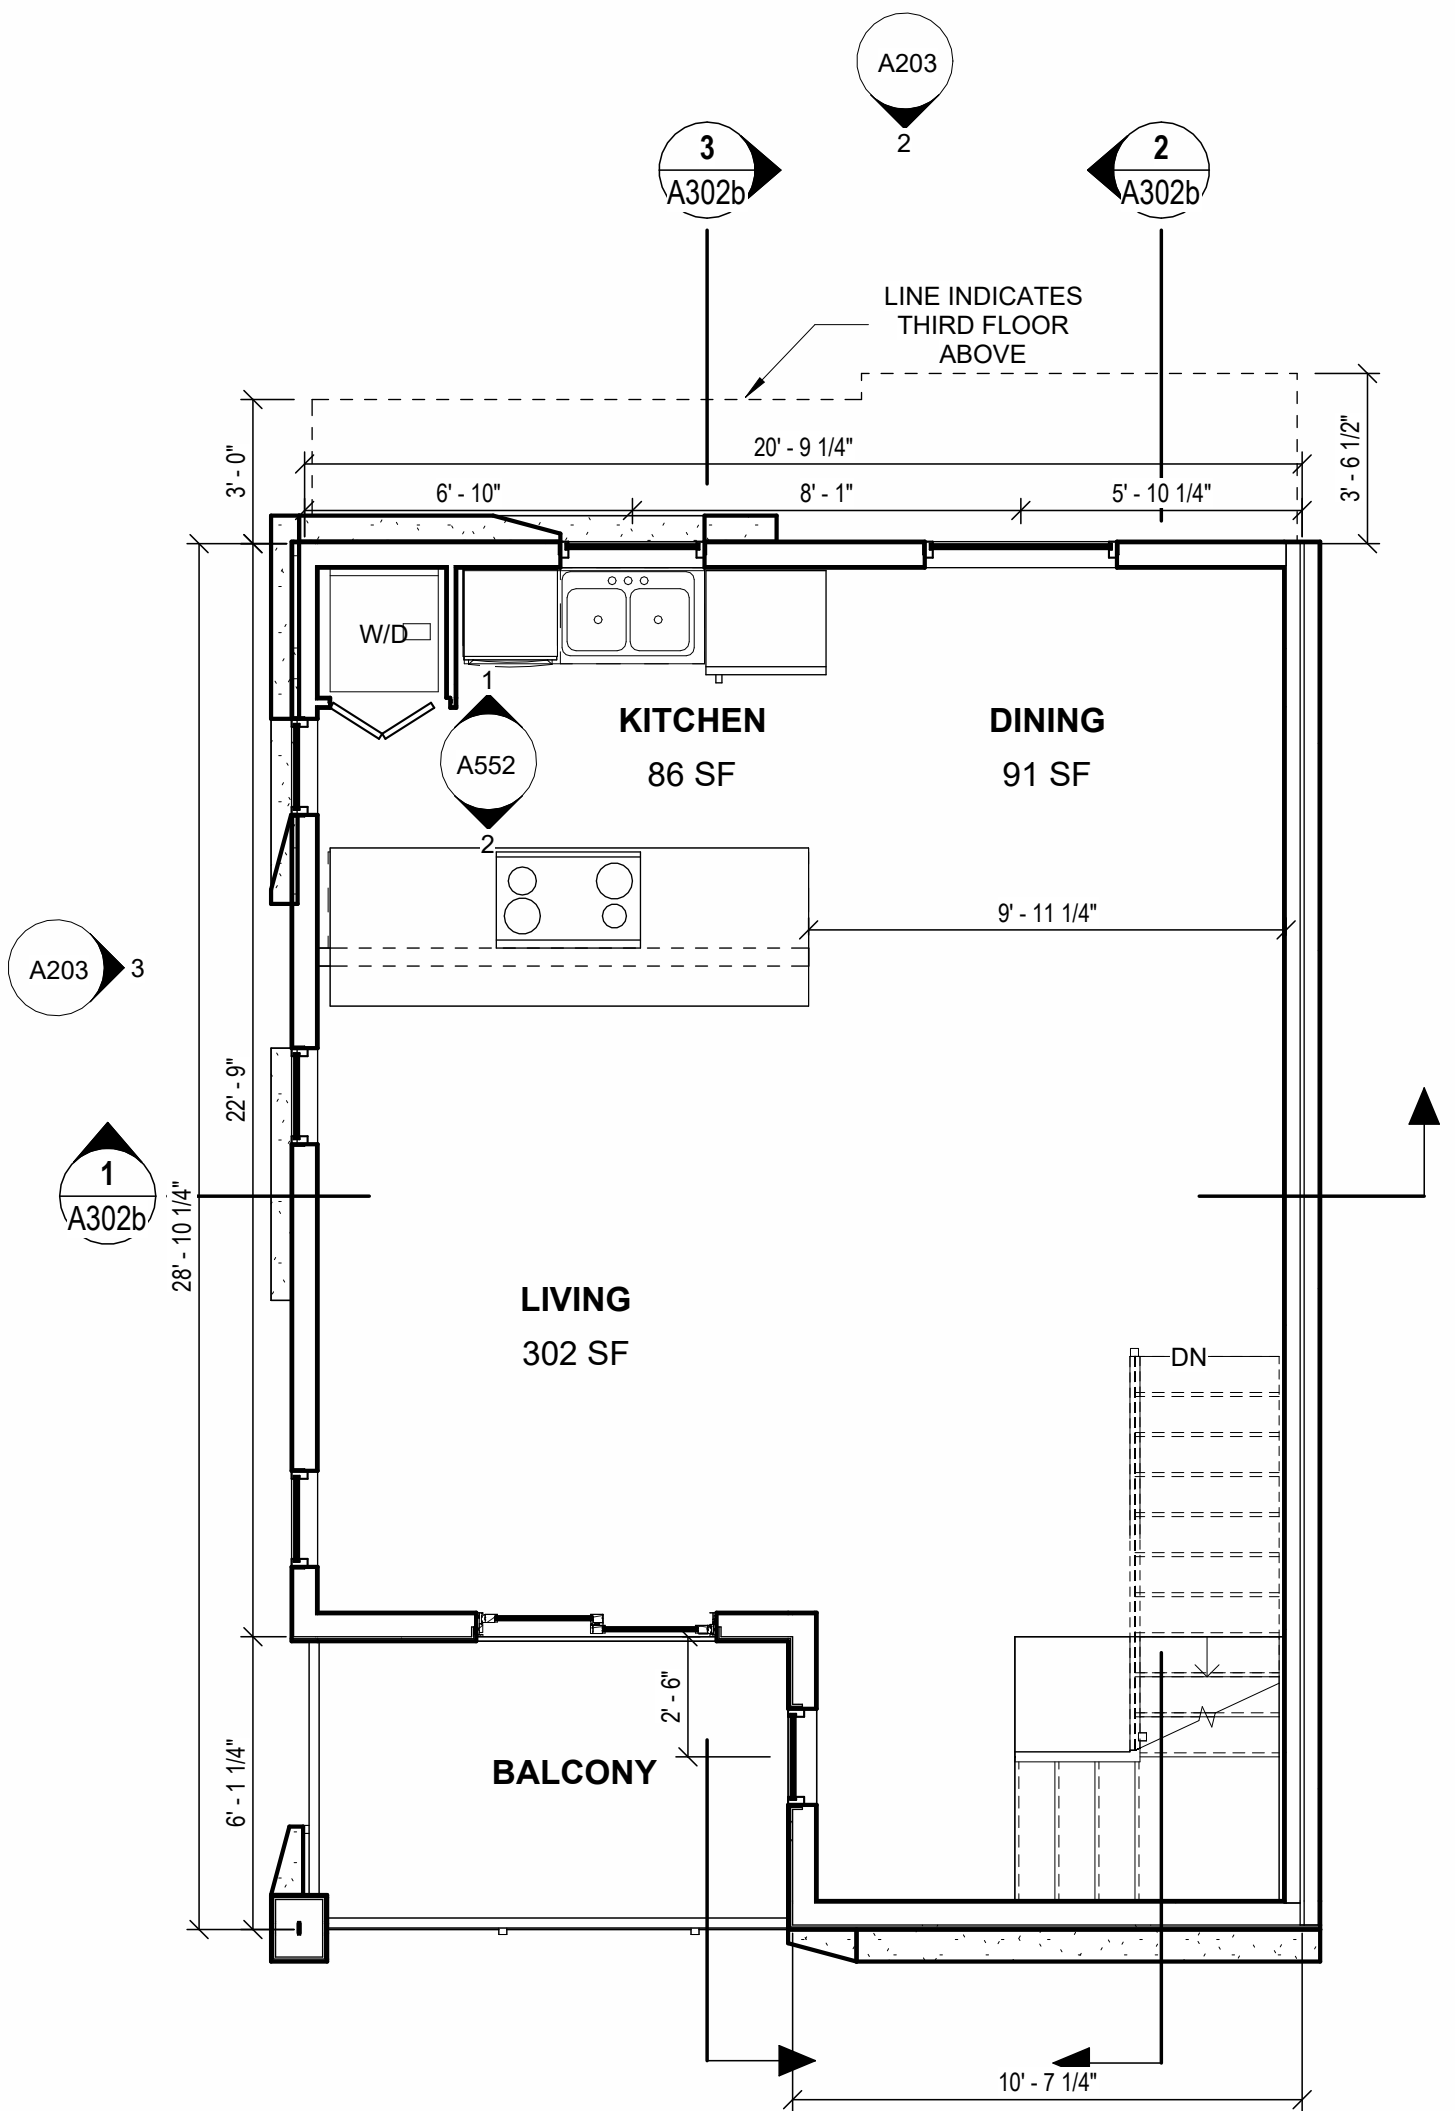 A203
2
3
A302b
2
A302b
LINE INDICATES
THIRD FLOOR
ABOVE
3' - 0"
20' - 9 1/4"
3' - 6 1/2"
6' - 10"
8' - 1"
5' - 10 1/4"
W/D
1
A552
2
KITCHEN
86 SF
DINING
91 SF
9' - 11 1/4"
A203
3
22' - 9"
1
A302b
28' - 10 1/4"
LIVING
302 SF
DN
2' - 6"
BALCONY
6' - 1 1/4"
10' - 7 1/4"